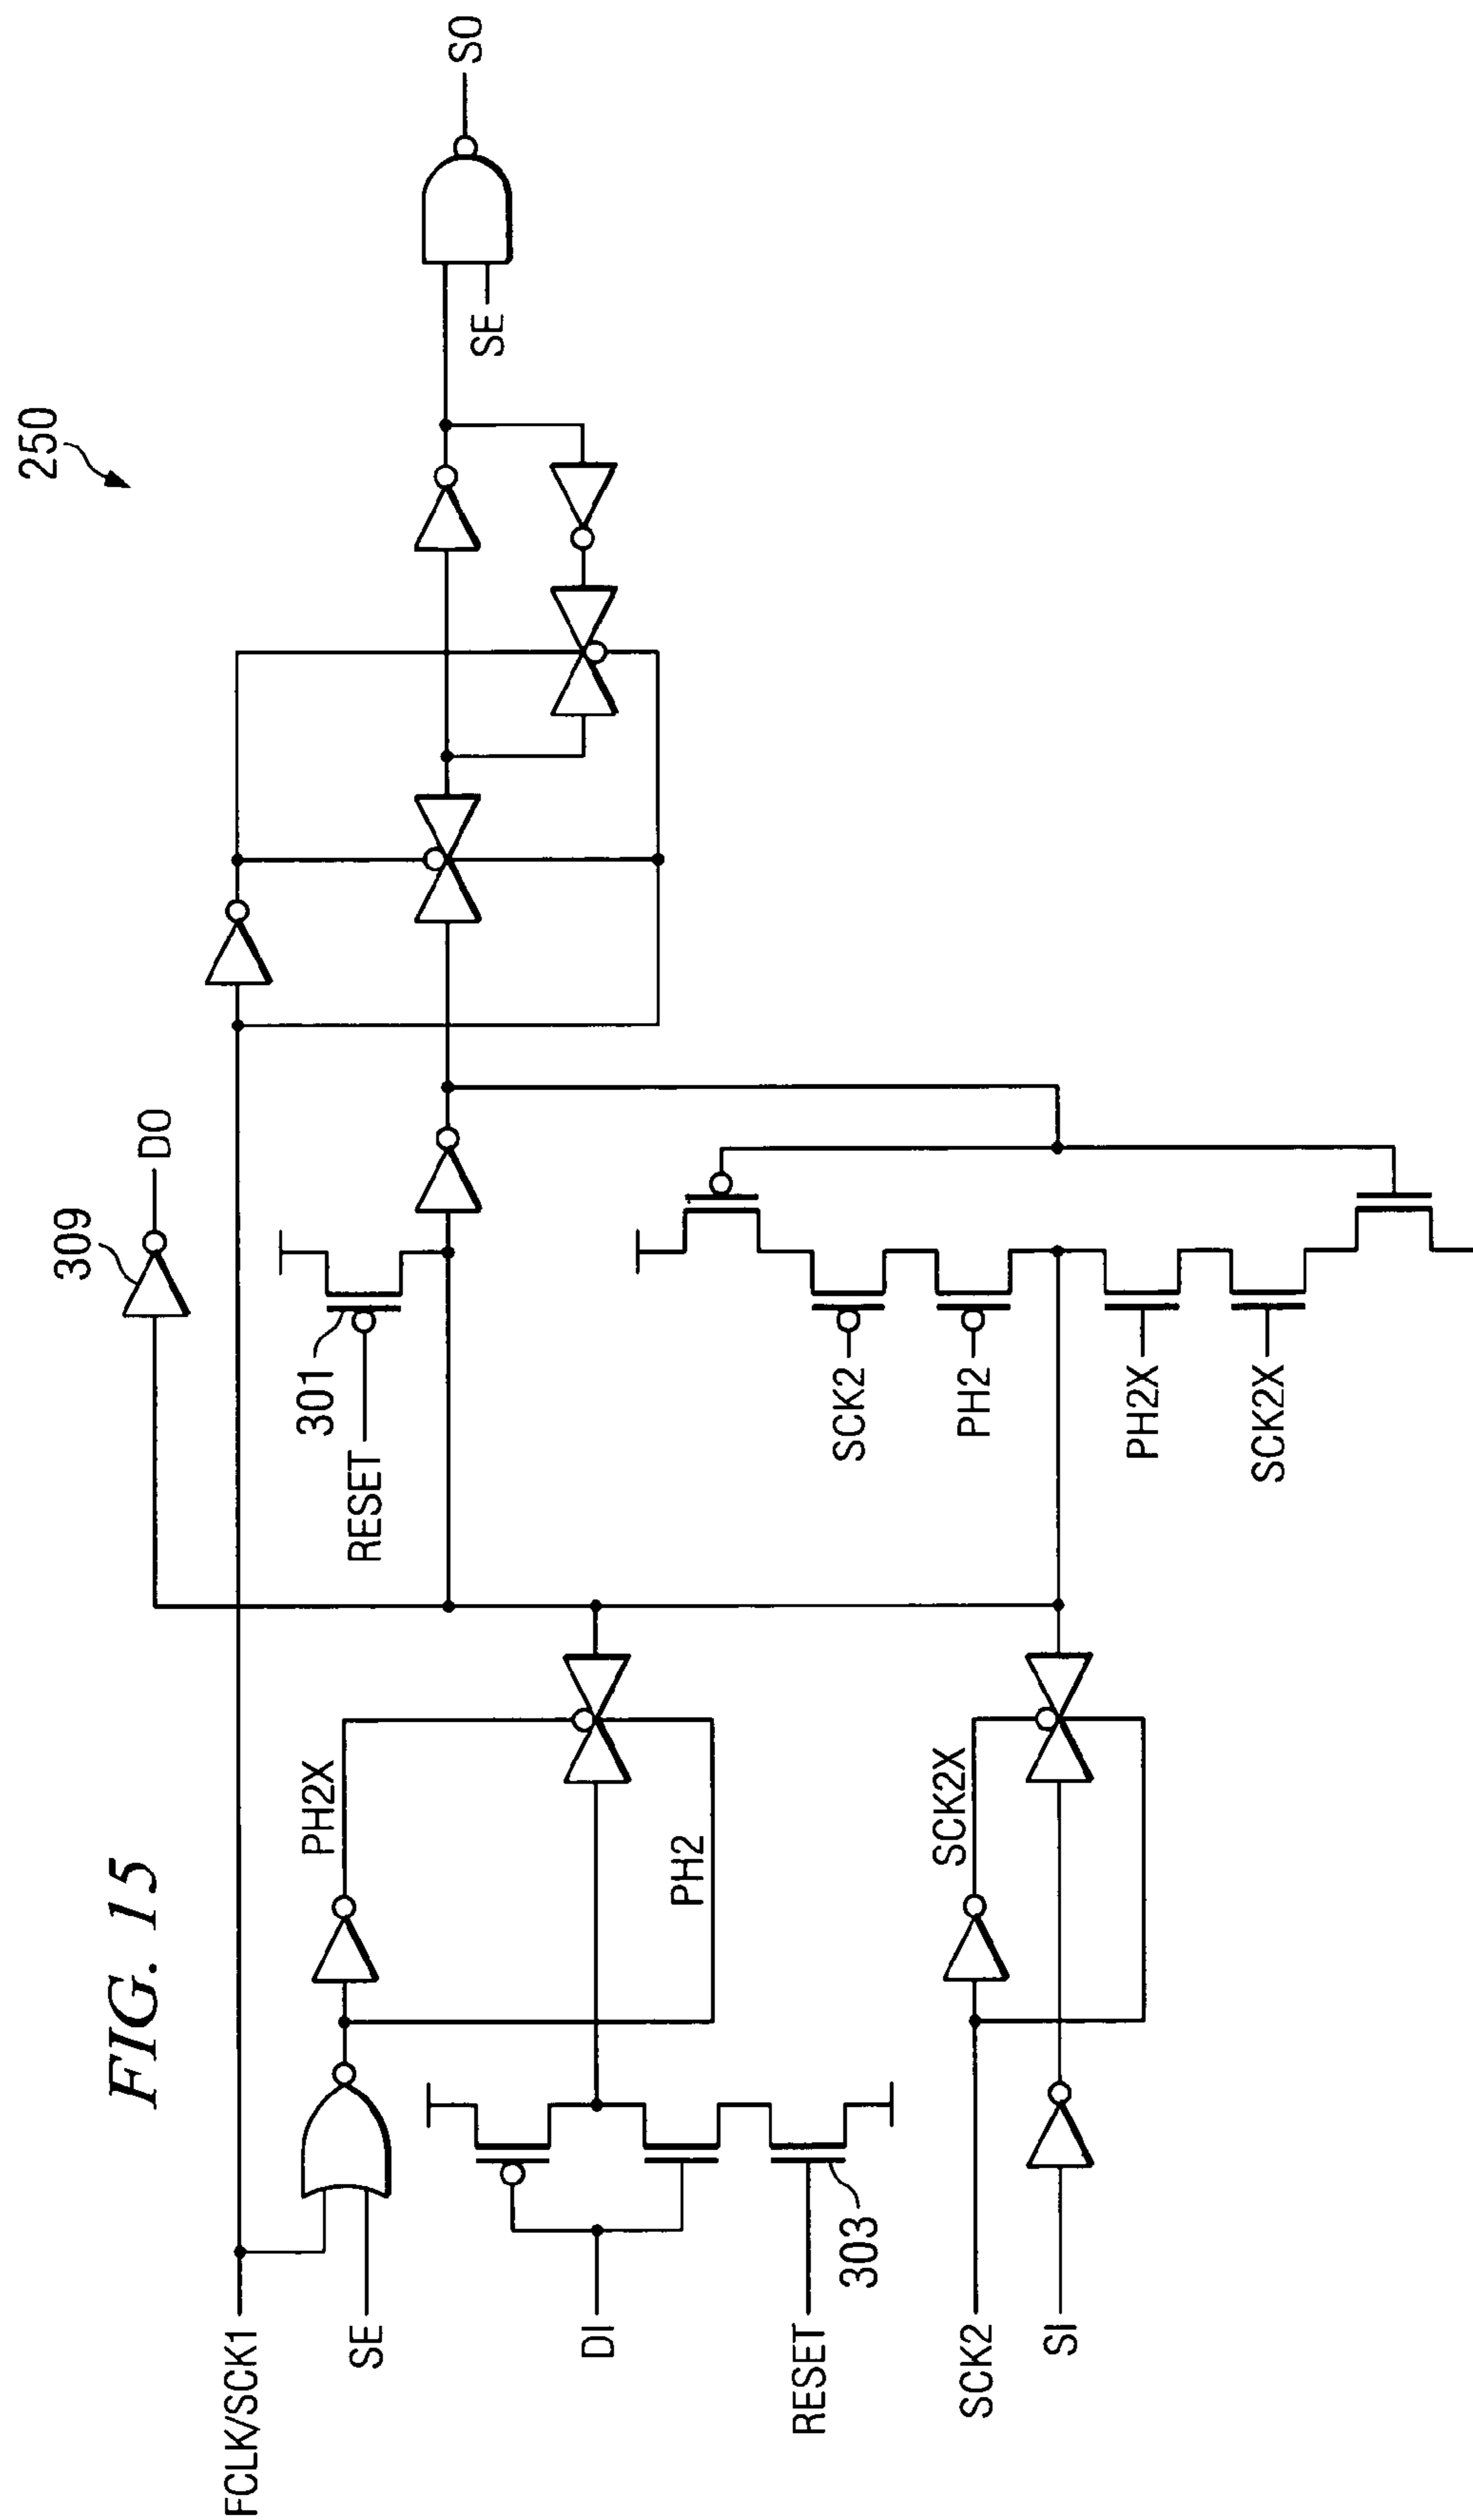 FIG. 15
250
FCLK/SCK1
SE
PH2X
309
DO
301
RESET
SE
SO
DI
RESET
303
PH2
SCK2
PH2
PH2X
SCK2X
SCK2
SI
SCK2X